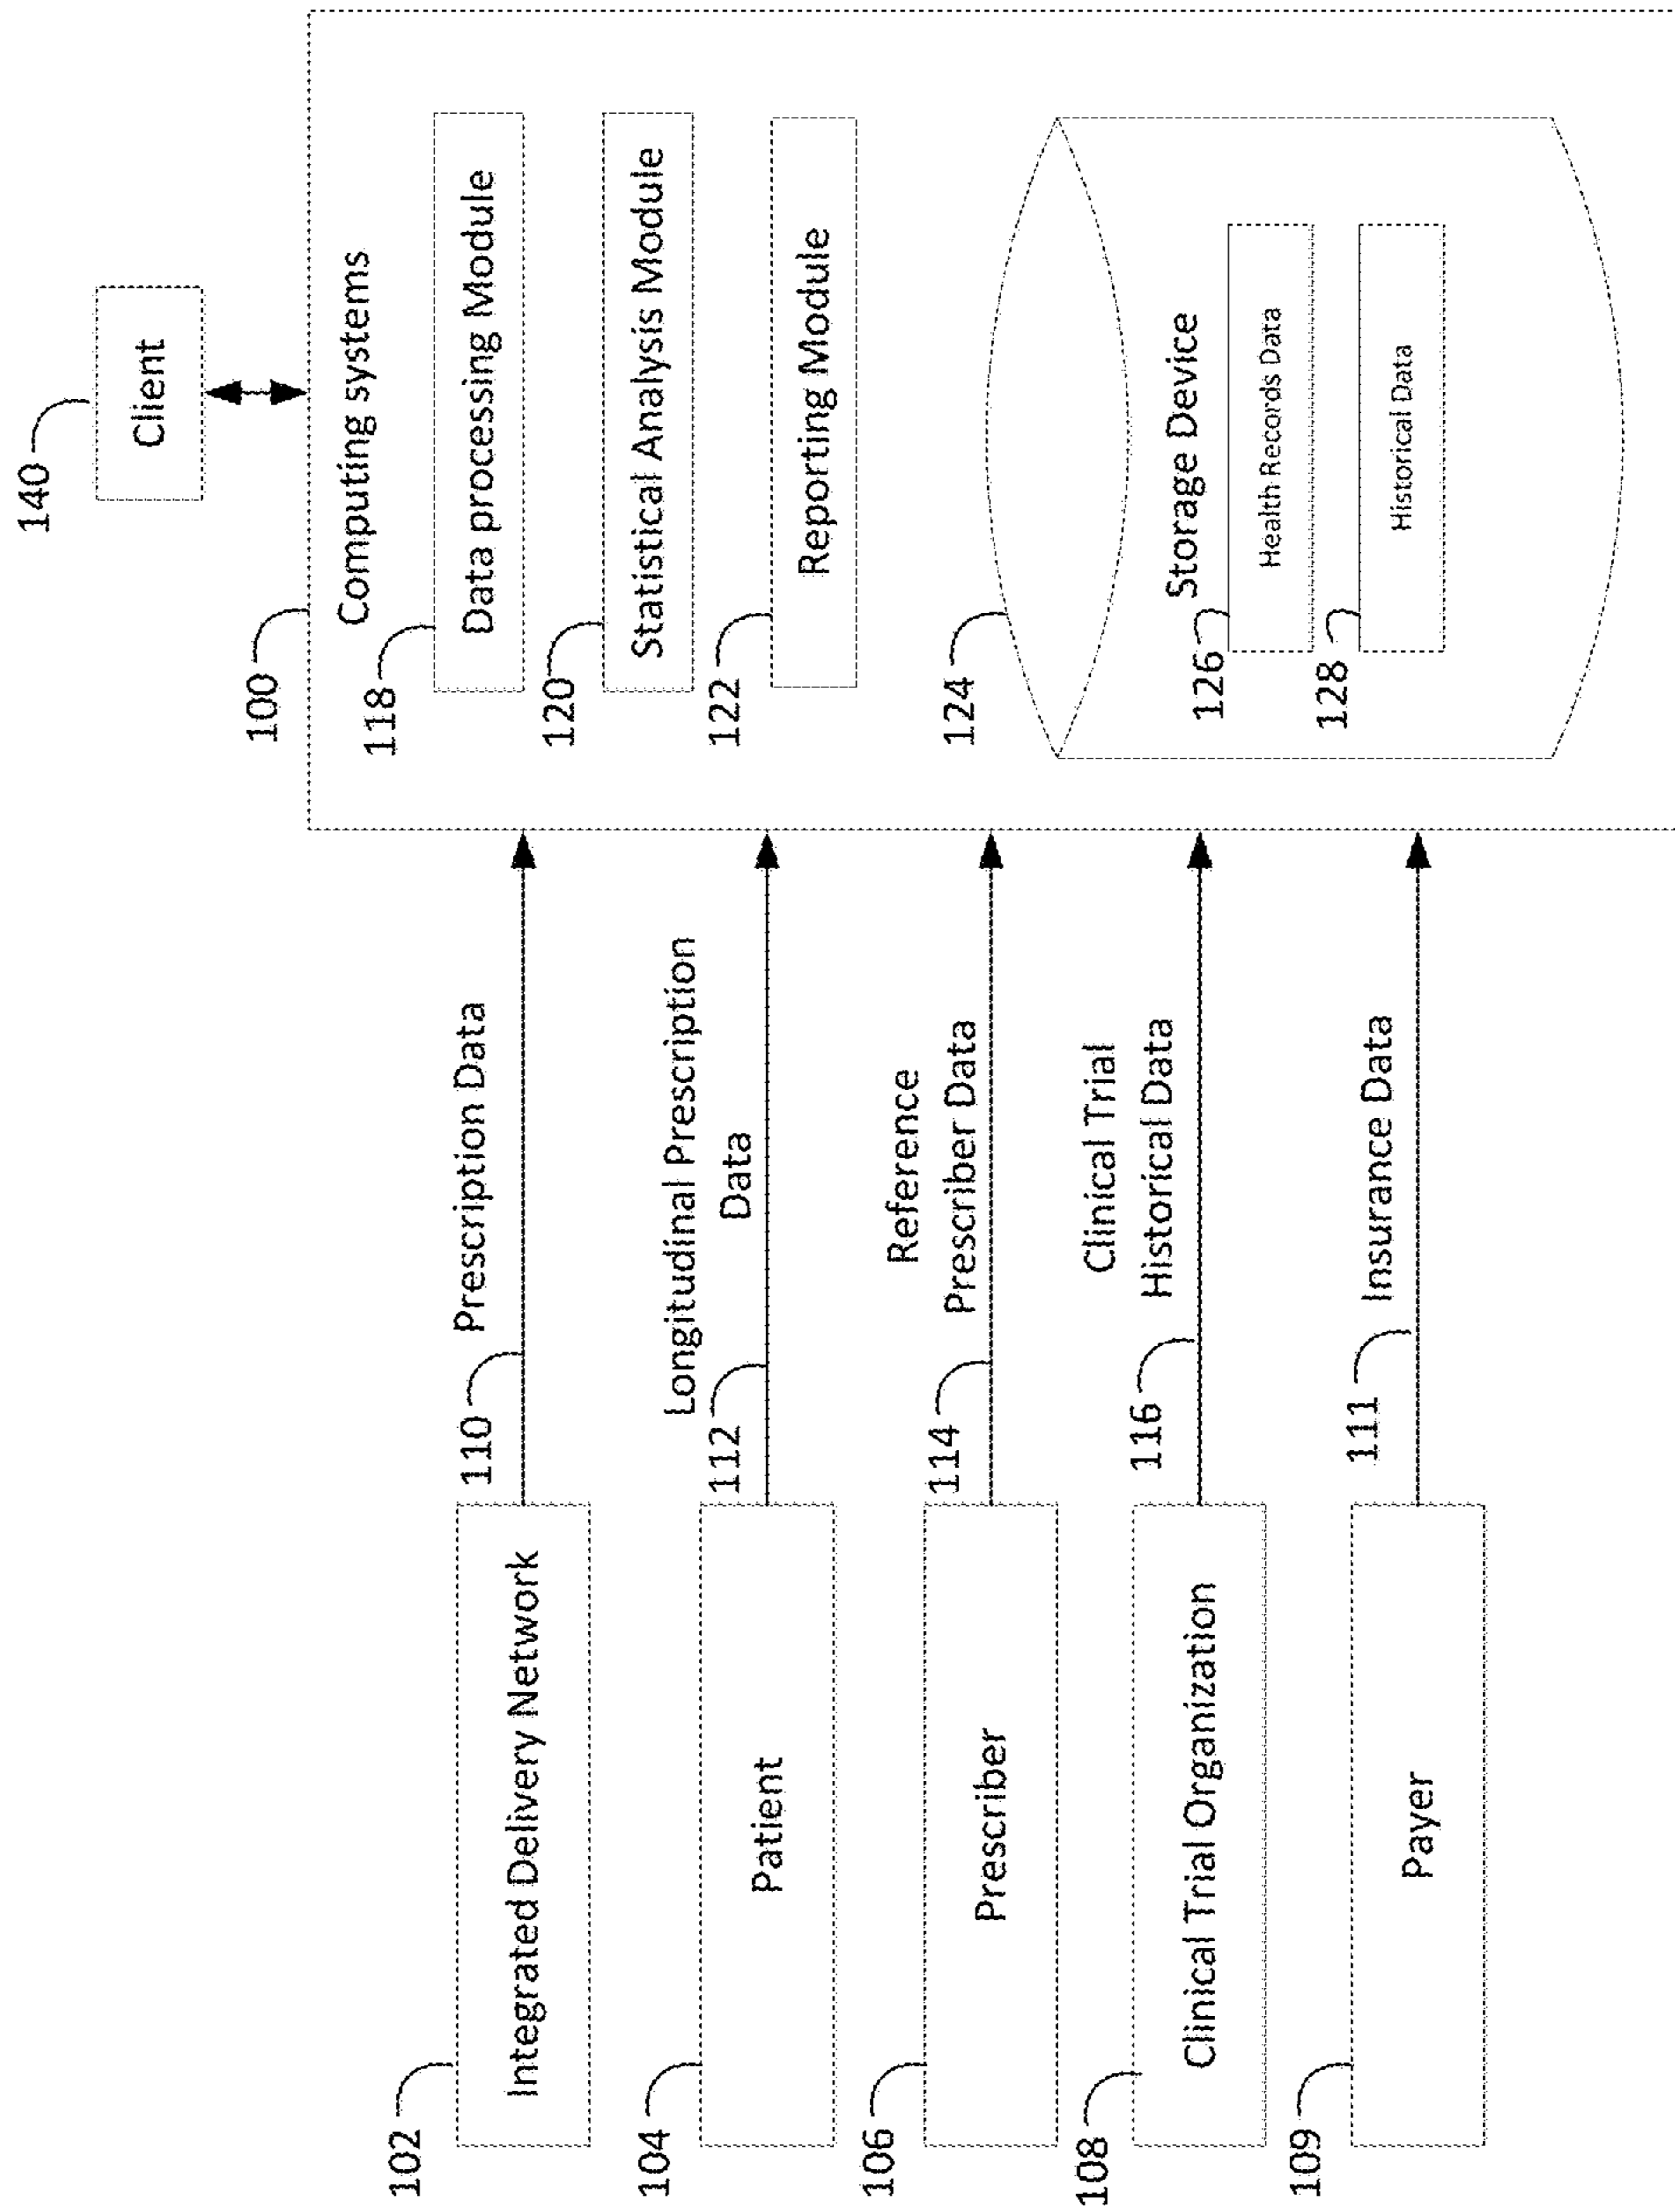 140
Client
100
Computing systems
102
Integrated Delivery Network
110
Prescription Data
118
Data processing Module
104
Patient
112
Longitudinal Prescription
Data
120
Statistical Analysis Module
106
Prescriber
114
Reference
Prescriber Data
122
Reporting Module
108
Clinical Trial Organization
116
Clinical Trial
Historical Data
124
Storage Device
126
Health Records Data
109
Payer
111
Insurance Data
128
Historical Data